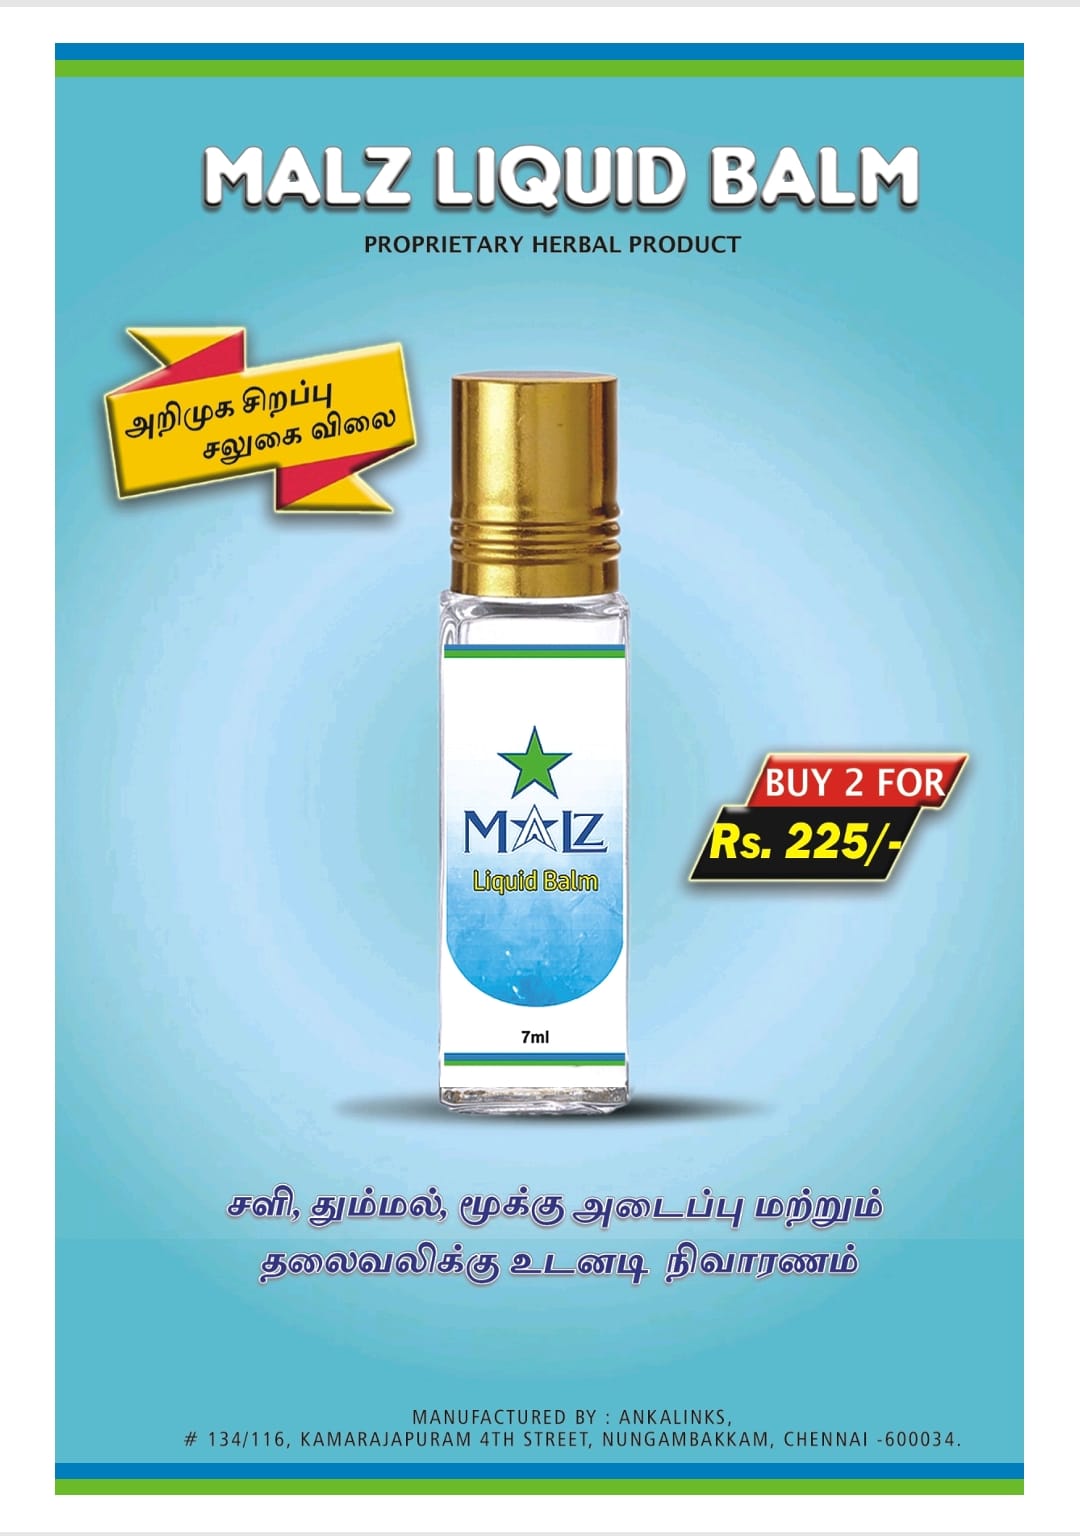 MALZ LIQUID BALM
PROPRIETARY HERBAL PRODUCT
அறிமுக சிறப்பு
சலுகை விலை
BUY 2 FOR
Rs. 225/-
MALZ
Liquid Balm
7ml
சளி, தும்மல், மூக்கு அடைப்பு மற்றும்
தலைவலிக்கு உடனடி நிவாரணம்
MANUFACTURED BY : ANKALINKS,
# 134/116, KAMARAJAPURAM 4TH STREET, NUNGAMBAKKAM, CHENNAI -600034.